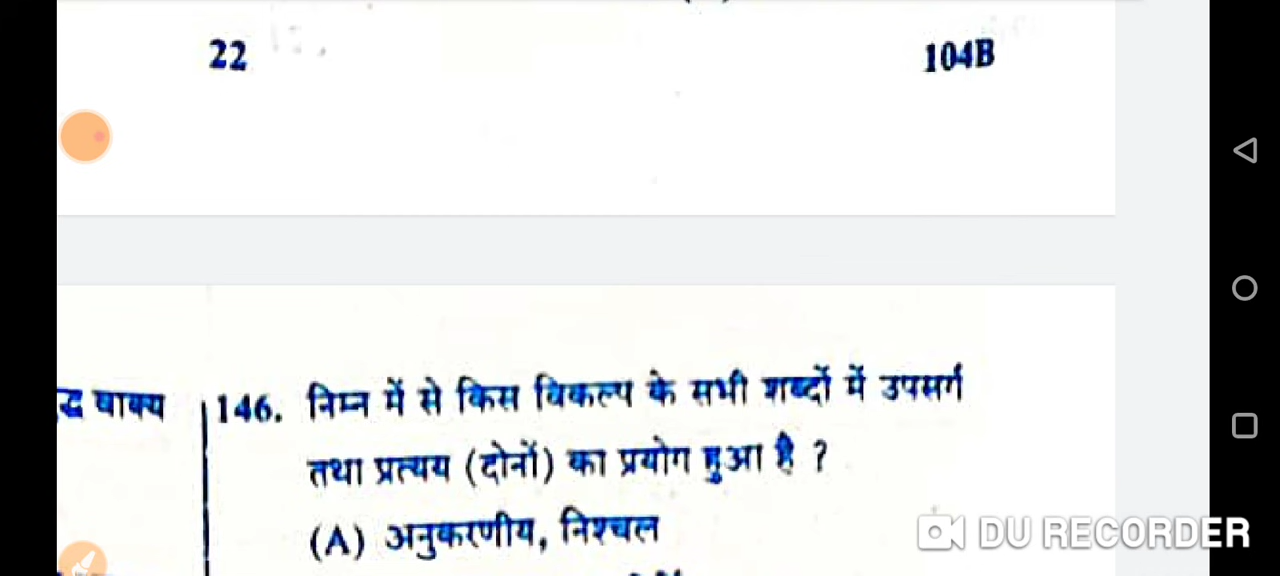 22
104B
वाक्य
146. निम्न में से किस विकल्प के सभी शब्दों में उपसर्ग
तथा प्रत्यय (दोनों) का प्रयोग हुआ है ?
(A) अनुकरणीय, निश्चल
DU RECORDER